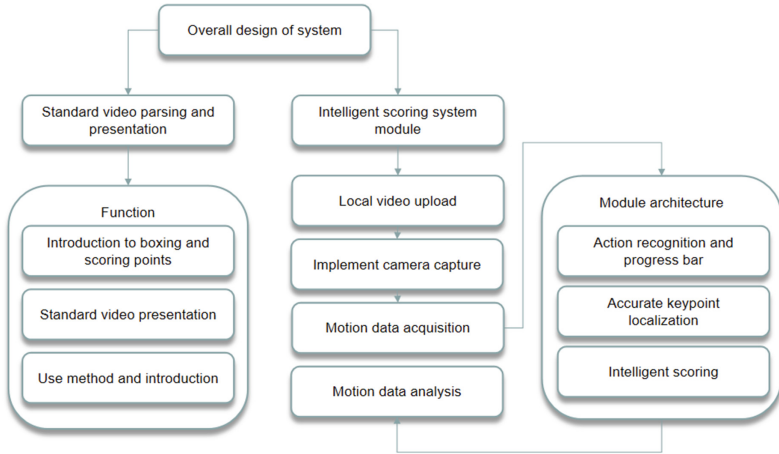 Overall design of system
Standard video parsing and
presentation
Function
Introduction to boxing and
scoring points
Standard video presentation
Use method and introduction
Intelligent scoring system
module
Local video upload
Implement camera capture
Motion data acquisition
Motion data analysis
Module architecture
Action recognition and
progress bar
Accurate keypoint
localization
Intelligent scoring